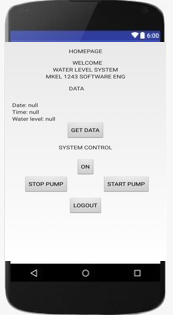 6:00
HOMEPAGE
WELCOME
WATER LEVEL SYSTEM
MKEL 1243 SOFTWARE ENG
DATA
Date: null
Time: null
Water level: null
GET DATA
SYSTEM CONTROL
ON
STOP PUMP START PUMP
LOGOUT